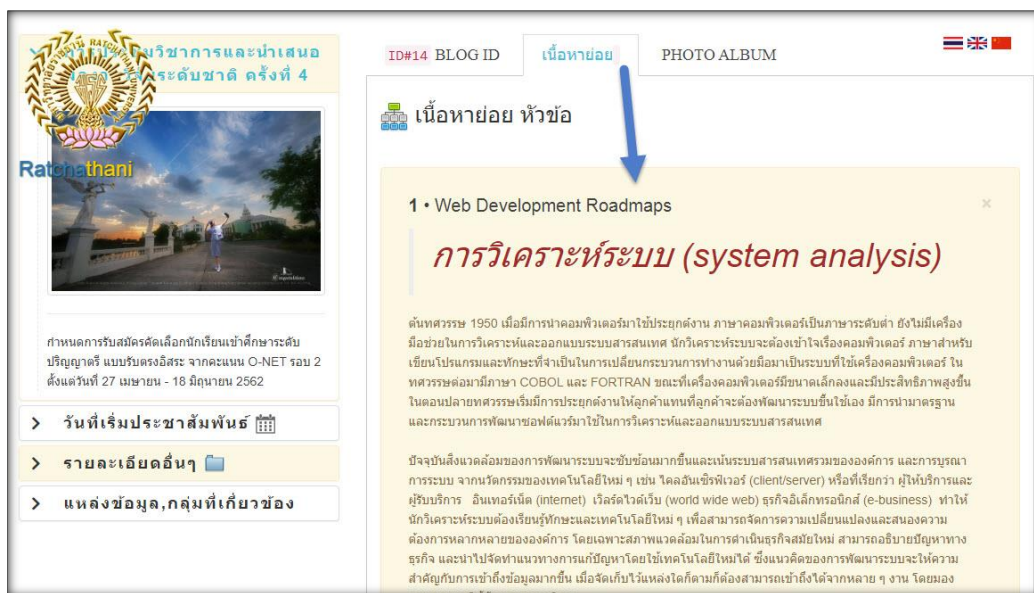 วิชาการและนำเสนอ
ระดับชาติ ครั้งที่ 4
Ratchathani
กำหนดการรับสมัครคัดเลือกนักเรียนเข้าศึกษาระดับ
ปริญญาตรี แบบรับตรงอิสระ จากคะแนน O-NET รอบ 2
ตั้งแต่วันที่ 27 เมษายน - 18 มิถุนายน 2562
วันที่เริ่มประชาสัมพันธ์
รายละเอียดอื่นๆ
แหล่งข้อมูล,กลุ่มที่เกี่ยวข้อง
ID#14 BLOG ID
เนื้อหาย่อย
PHOTO ALBUM
เนื้อหาย่อย หัวข้อ
1 • Web Development Roadmaps
การวิเคราะห์ระบบ (system analysis)
ต้นทศวรรษ 1950 เมื่อมีการนำคอมพิวเตอร์มาใช้ประยุกต์งาน ภาษาคอมพิวเตอร์เป็นภาษาระดับต่ำ ยังไม่มีเครื่อง
มือช่วยในการวิเคราะห์และออกแบบระบบสารสนเทศ นักวิเคราะห์ระบบจะต้องเข้าใจเรื่องคอมพิวเตอร์ ภาษาสำหรับ
เขียนโปรแกรมและทักษะที่จำเป็นในการเปลี่ยนกระบวนการทำงานด้วยมือมาเป็นระบบที่ใช้เครื่องคอมพิวเตอร์ ใน
ทศวรรษต่อมามีภาษา COBOL และ FORTRAN ขณะที่เครื่องคอมพิวเตอร์มีขนาดเล็กลงและมีประสิทธิภาพสูงขึ้น
ในตอนปลายทศวรรษเริ่มมีการประยุกต์งานให้ลูกค้าแทนที่ลูกค้าจะต้องพัฒนาระบบขึ้นใช้เอง มีการนำมาตรฐาน
และกระบวนการพัฒนาซอฟต์แวร์มาใช้ในการวิเคราะห์และออกแบบระบบสารสนเทศ
ปัจจุบันสิ่งแวดล้อมของการพัฒนาระบบจะซับซ้อนมากขึ้นและเน้นระบบสารสนเทศรวมขององค์การ และการบูรณา
การระบบ จากนวัตกรรมของเทคโนโลยีใหม่ ๆ เช่น ไคลอันเซิร์ฟเวอร์ (client/server) หรือที่เรียกว่า ผู้ให้บริการและ
ผู้รับบริการ อินเทอร์เน็ต (internet) เวิลด์ไวด์เว็บ (world wide web) ธุรกิจอิเล็กทรอนิกส์ (e-business) ทำให้
นักวิเคราะห์ระบบต้องเรียนรู้ทักษะและเทคโนโลยีใหม่ ๆ เพื่อสามารถจัดการความเปลี่ยนแปลงและสนองความ
ต้องการหลากหลายขององค์การ โดยเฉพาะสภาพแวดล้อมในการดำเนินธุรกิจสมัยใหม่ สามารถอธิบายปัญหาทาง
ธุรกิจ และนำไปจัดทำแนวทางการแก้ปัญหาโดยใช้เทคโนโลยีใหม่ได้ ซึ่งแนวคิดของการพัฒนาระบบจะให้ความ
สำคัญกับการเข้าถึงข้อมูลมากขึ้น เมื่อจัดเก็บไว้แหล่งใดก็ตามก็ต้องสามารถเข้าถึงได้จากหลาย ๆ งาน โดยมอง